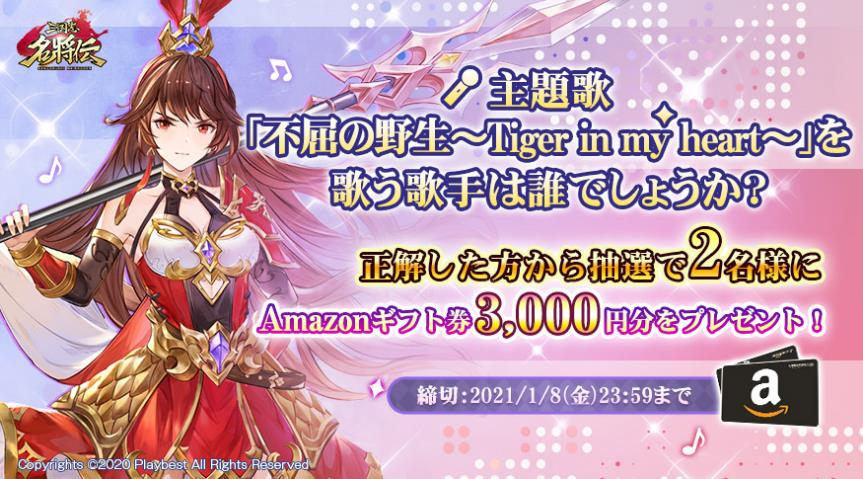 三国戦
名将伝
主題歌
「不屈の野生～Tiger in my heart～」を
歌う歌手は誰でしょうか？
正解した方から抽選で2名様に
Amazonギフト券3,000円分をプレゼント！
締切：2021/1/8(金)23:59まで
a
Copyrights ©2020 Playbest All Rights Reserved